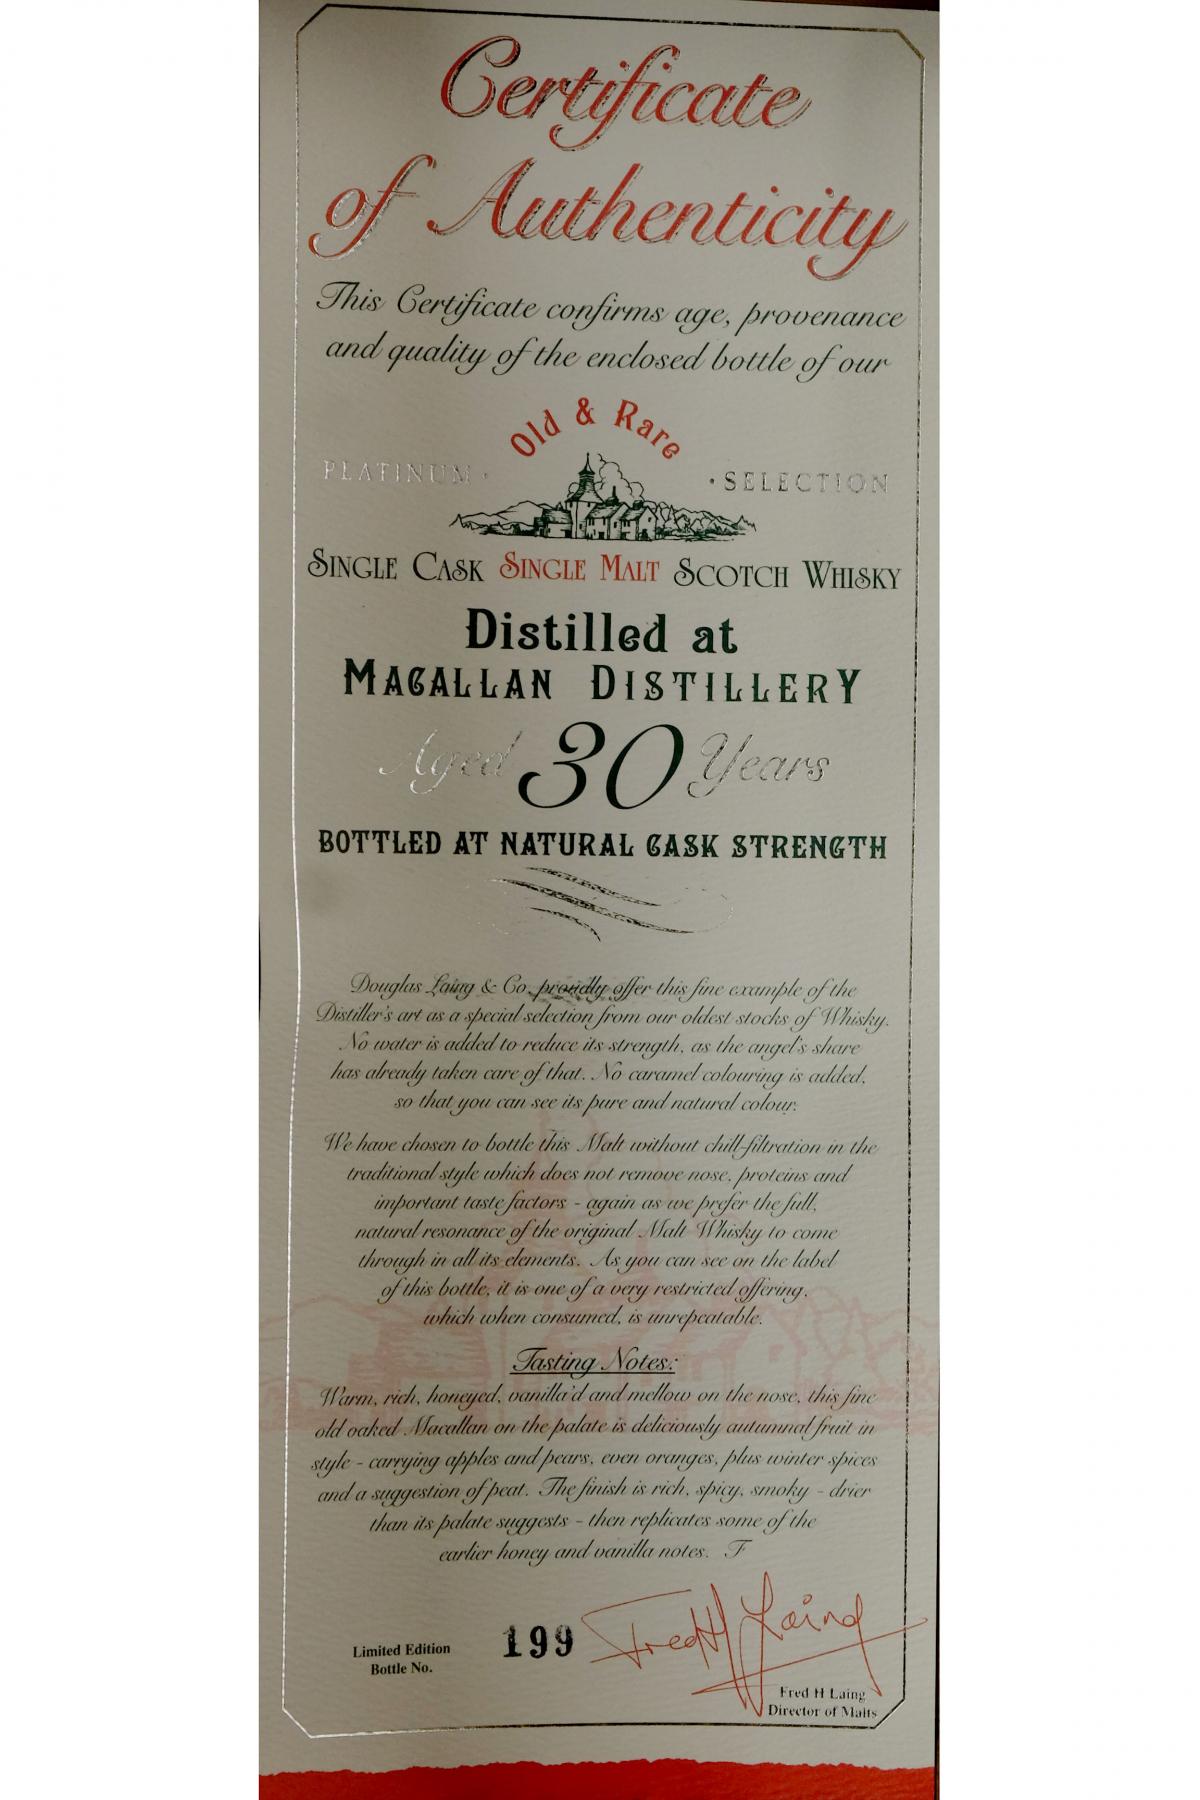 Certificate
of Authenticity
This Certificate confirms age, provenance
and quality of the enclosed bottle of our
Old & Rare
PLATINUM · · SELECTION
SINGLE CASK SINGLE MALT SCOTCH WHISKY
Distilled at
MACALLAN DISTILLERY
Aged 30 Years
BOTTLED AT NATURAL CASK STRENGTH
Douglas Laing & Co. proudly offer this fine example of the
Distiller's art as a special selection from our oldest stocks of Whisky.
No water is added to reduce its strength, as the angel's share
has already taken care of that. No caramel colouring is added,
so that you can see its pure and natural colour.
We have chosen to bottle this Malt without chill-filtration in the
traditional style which does not remove nose, proteins and
important taste factors - again as we prefer the full,
natural resonance of the original Malt Whisky to come
through in all its elements. As you can see on the label
of this bottle, it is one of a very restricted offering,
which when consumed, is unrepeatable.
Tasting Notes:
Warm, rich, honeyed, vanilla'd and mellow on the nose, this fine
old oaked Macallan on the palate is deliciously autumnal fruit in
style - carrying apples and pears, even oranges, plus winter spices
and a suggestion of peat. The finish is rich, spicy, smoky - drier
than its palate suggests - then replicates some of the
earlier honey and vanilla notes. F
Limited Edition
Bottle No.
199
Fred H Laing
Fred H Laing
Director of Malts